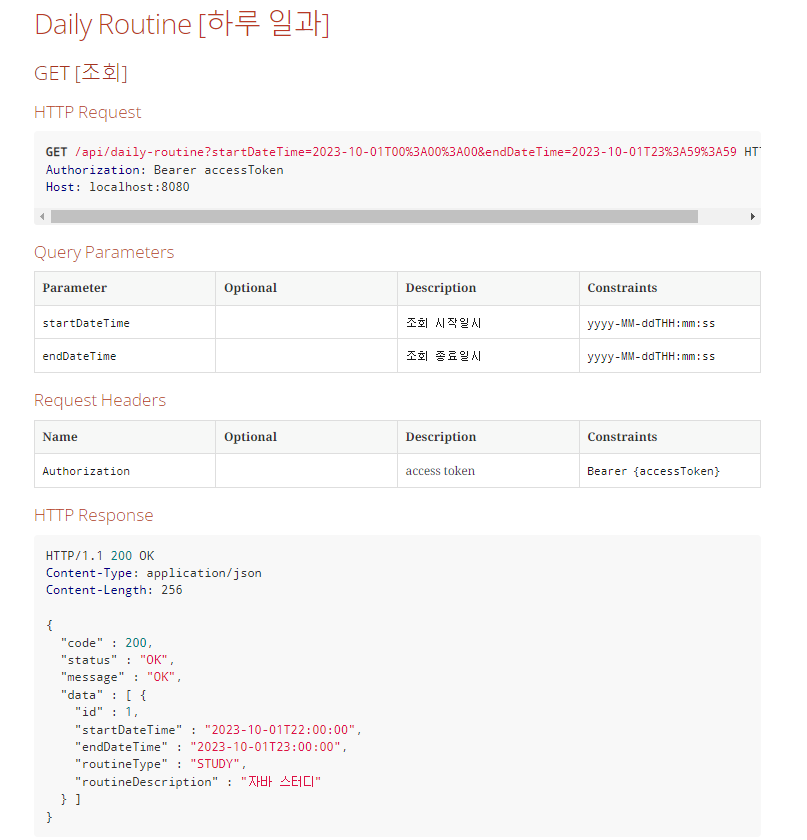 Daily Routine [하루 일과]
GET [조회]
HTTP Request
GET /api/daily-routine?startDateTime=2023-10-01T00%3A00%3A00&endDateTime=2023-10-01T23%3A59%3A59 HTT
Authorization: Bearer accessToken
Host: localhost:8080
Query Parameters
Parameter Optional Description Constraints
startDateTime 조회 시작일시 yyyy-MM-ddTHH:mm:ss
endDateTime 조회 종료일시 yyyy-MM-ddTHH:mm:ss
Request Headers
Name Optional Description Constraints
Authorization access token Bearer {accessToken}
HTTP Response
HTTP/1.1 200 OK
Content-Type: application/json
Content-Length: 256
{
"code" : 200,
"status" : "OK",
"message" : "OK",
"data" : [ {
"id" : 1,
"startDateTime" : "2023-10-01T22:00:00",
"endDateTime" : "2023-10-01T23:00:00",
"routineType" : "STUDY",
"routineDescription" : "자바 스터디"
} ]
}